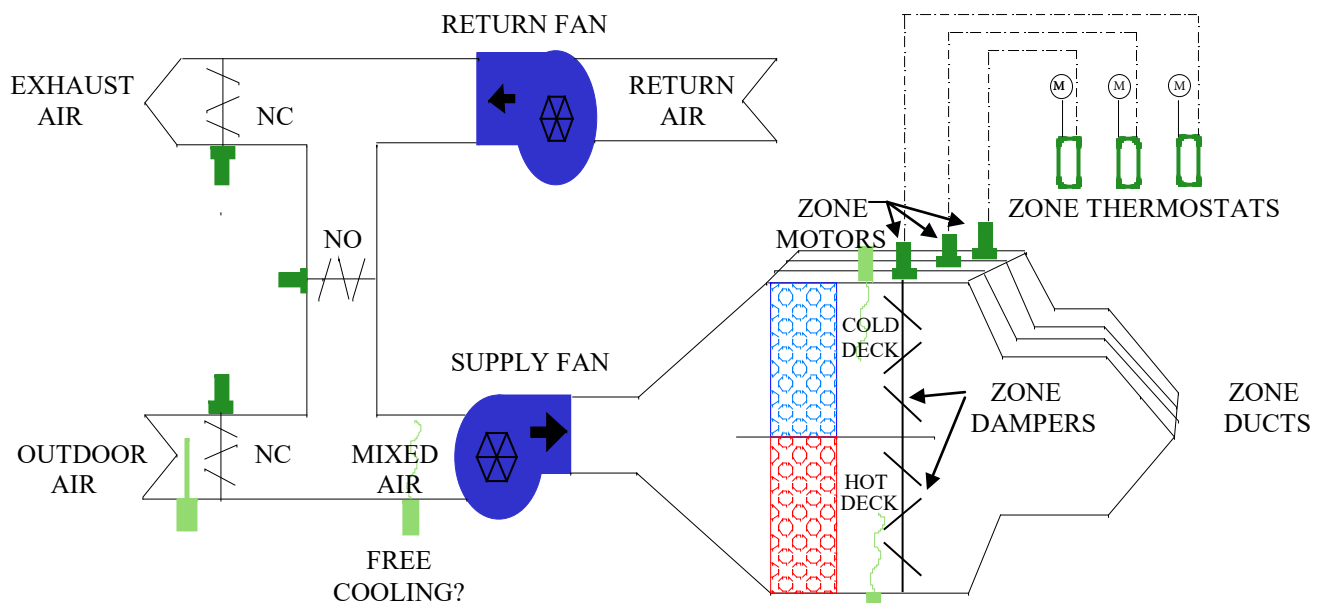 RETURN FAN
EXHAUST
AIR
NC
RETURN
AIR
M
M
M
ZONE
MOTORS
ZONE THERMOSTATS
NO
COLD
DECK
SUPPLY FAN
ZONE
DAMPERS
ZONE
DUCTS
OUTDOOR
AIR
NC
MIXED
AIR
HOT
DECK
FREE
COOLING?